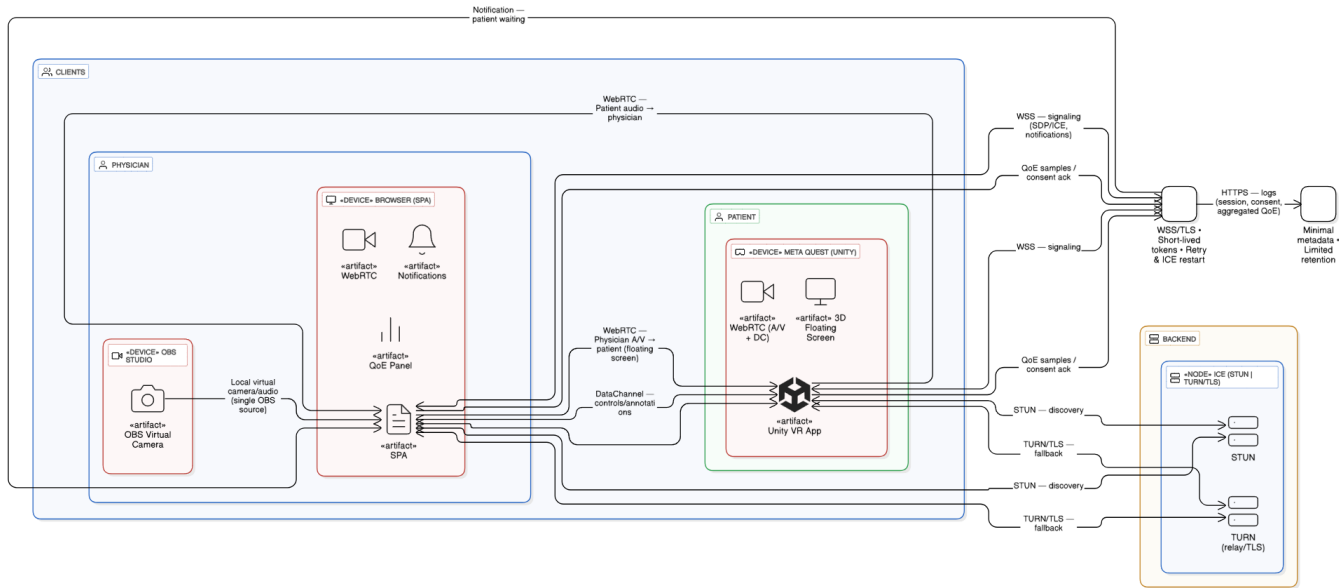 Notification —
patient waiting
CLIENTS
WebRTC —
Patient audio →
physician
WSS — signaling
(SDP/ICE,
notifications)
PHYSICIAN
QoE samples /
consent ack
«DEVICE» BROWSER (SPA)
HTTPS — logs
(session, consent,
aggregated QoE)
PATIENT
WSS/TLS •
Short-lived
tokens • Retry
& ICE restart
Minimal
metadata •
Limited
retention
WSS — signaling
«DEVICE» META QUEST (UNITY)
«artifact»
WebRTC
«artifact»
Notifications
«artifact»
WebRTC (A/V
+ DC)
«artifact» 3D
Floating
Screen
WebRTC —
Physician A/V →
patient (floating
screen)
BACKEND
«DEVICE» OBS
STUDIO
«artifact»
QoE Panel
QoE samples /
consent ack
«NODE» ICE (STUN |
TURN/TLS)
Local virtual
camera/audio
(single OBS
source)
DataChannel —
controls/annotati
ons
«artifact»
OBS Virtual
Camera
«artifact»
SPA
«artifact»
Unity VR App
STUN — discovery
STUN
TURN/TLS —
fallback
STUN — discovery
TURN/TLS —
fallback
TURN
(relay/TLS)